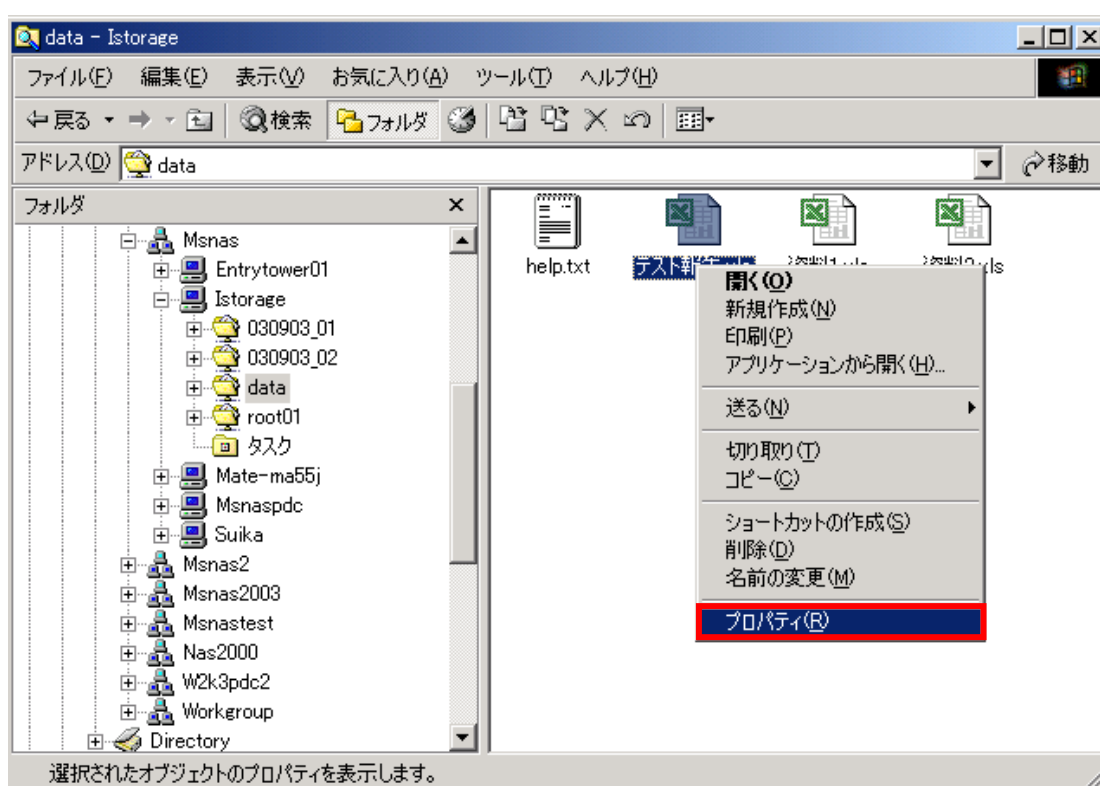 data - Istorage
ファイル(F) 編集(E) 表示(V) お気に入り(A) ツール(T) ヘルプ(H)
戻る 検索 フォルダ
アドレス(D) data 移動
フォルダ
Msnas
Entrytower01
Istorage
030903_01
030903_02
data
root01
タスク
Mate-ma55j
Msnaspdc
Suika
Msnas2
Msnas2003
Msnastest
Nas2000
W2k3pdc2
Workgroup
Directory
help.txt
開く(O)
新規作成(N)
印刷(P)
アプリケーションから開く(H)...
送る(N)
切り取り(T)
コピー(C)
ショートカットの作成(S)
削除(D)
名前の変更(M)
プロパティ(R)
選択されたオブジェクトのプロパティを表示します。